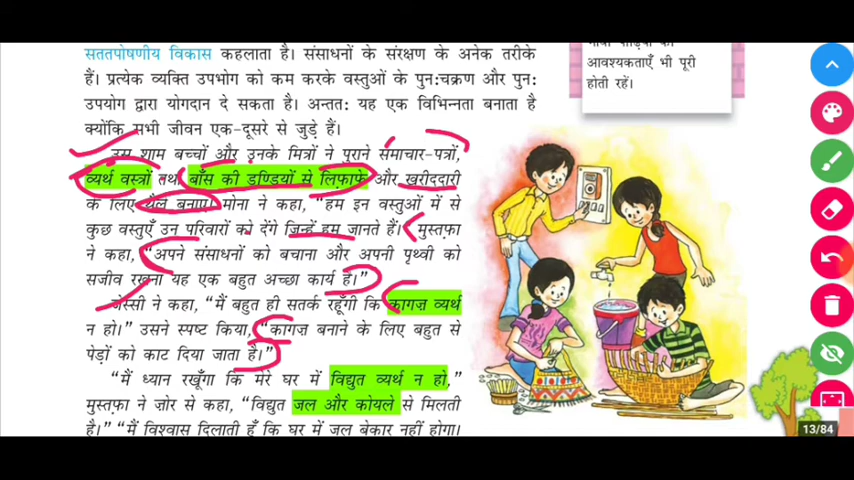 सततपोषणीय विकास कहलाता है। संसाधनों के संरक्षण के अनेक तरीके
हैं। प्रत्येक व्यक्ति उपभोग को कम करके वस्तुओं के पुन:चक्रण और पुन:
उपयोग द्वारा योगदान दे सकता है। अन्तत: यह एक विभिन्नता बनाता है
क्योंकि सभी जीवन एक-दूसरे से जुड़े हैं।
उस शाम बच्चों और उनके मित्रों ने पुराने समाचार-पत्रों,
व्यर्थ वस्त्रों तथा बाँस की डण्डियों से लिफ़ाफे और खरीददारी
के लिए थैले बनाए। मोना ने कहा, "हम इन वस्तुओं में से
कुछ वस्तुएँ उन परिवारों को देंगे जिन्हें हम जानते हैं। मुस्तफ़ा
ने कहा, "अपने संसाधनों को बचाना और अपनी पृथ्वी को
सजीव रखना यह एक बहुत अच्छा कार्य है।"
जेस्सी ने कहा, "मैं बहुत ही सतर्क रहूँगी कि कागज़ व्यर्थ
न हो।" उसने स्पष्ट किया, "कागज़ बनाने के लिए बहुत से
पेड़ों को काट दिया जाता है।"
"मैं ध्यान रखूँगा कि मेरे घर में विद्युत व्यर्थ न हो,"
मुस्तफ़ा ने ज़ोर से कहा, "विद्युत जल और कोयले से मिलती
है।" "मैं विश्वास दिलाती हूँ कि घर में जल बेकार नहीं होगा।
आवश्यकताएँ भी पूरी
होती रहें।
13/84